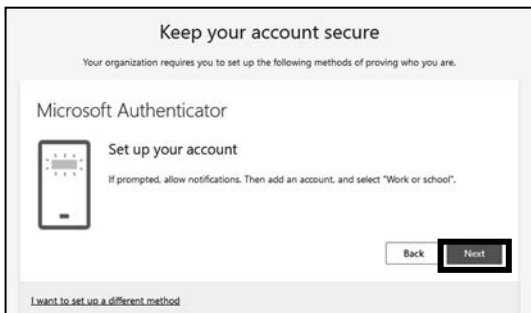 Keep your account secure
Your organization requires you to set up the following methods of proving who you are.
Microsoft Authenticator
Set up your account
If prompted, allow notifications. Then add an account, and select "Work or school".
Back Next
I want to set up a different method